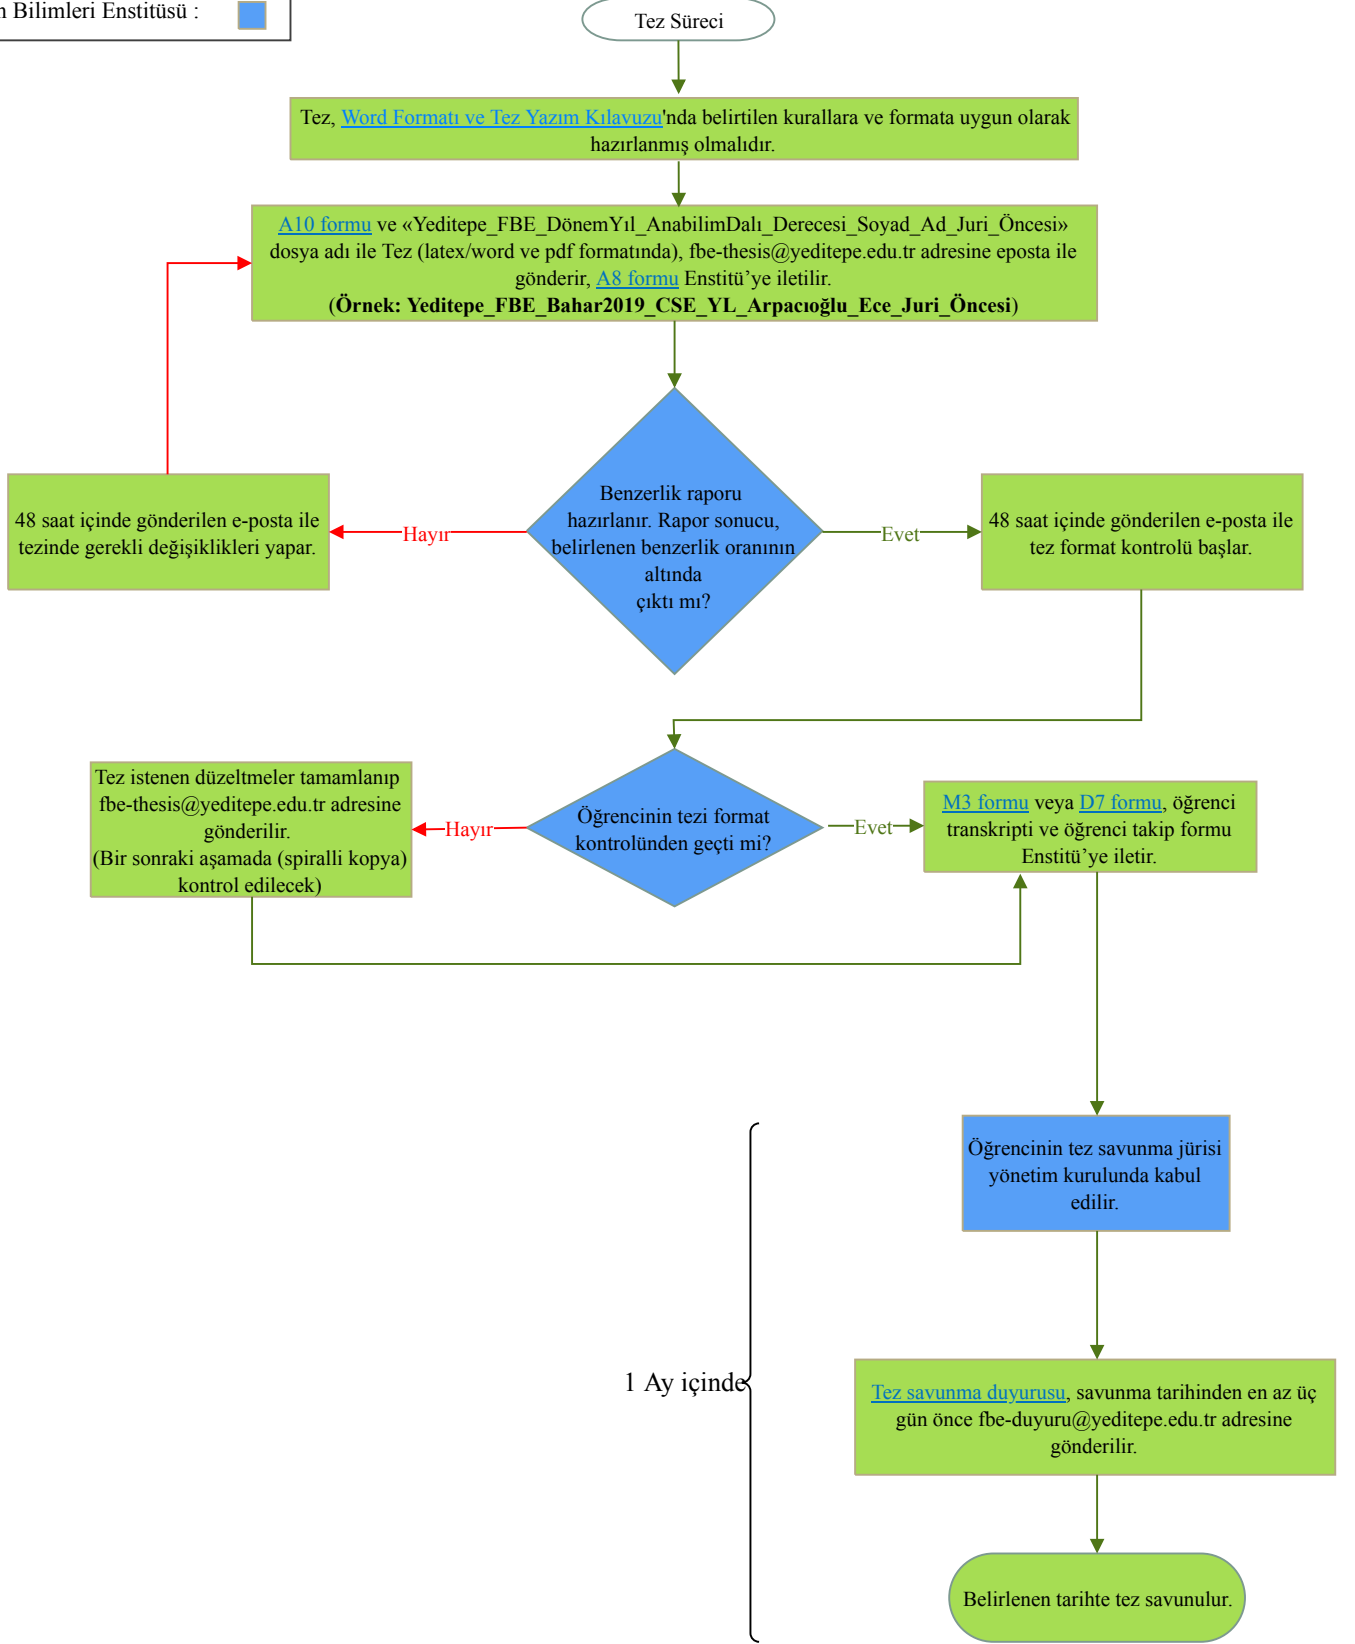 Bilimleri Enstitüsü :
Tez Süreci
Tez, Word Formatı ve Tez Yazım Kılavuzu'nda belirtilen kurallara ve formata uygun olarak
hazırlanmış olmalıdır.
A10 formu ve «Yeditepe_FBE_DönemYıl_AnabilimDalı_Derecesi_Soyad_Ad_Juri_Öncesi»
dosya adı ile Tez (latex/word ve pdf formatında), fbe-thesis@yeditepe.edu.tr adresine eposta ile
gönderir, A8 formu Enstitü’ye iletilir.
(Örnek: Yeditepe_FBE_Bahar2019_CSE_YL_Arpacıoğlu_Ece_Juri_Öncesi)
Benzerlik raporu
hazırlanır. Rapor sonucu,
belirlenen benzerlik oranının
altında
çıktı mı?
Hayır
48 saat içinde gönderilen e-posta ile
tezinde gerekli değişiklikleri yapar.
Evet
48 saat içinde gönderilen e-posta ile
tez format kontrolü başlar.
Öğrencinin tezi format
kontrolünden geçti mi?
Hayır
Tez istenen düzeltmeler tamamlanıp
fbe-thesis@yeditepe.edu.tr adresine
gönderilir.
(Bir sonraki aşamada (spiralli kopya)
kontrol edilecek)
Evet
M3 formu veya D7 formu, öğrenci
transkripti ve öğrenci takip formu
Enstitü’ye iletir.
Öğrencinin tez savunma jürisi
yönetim kurulunda kabul
edilir.
1 Ay içinde
Tez savunma duyurusu, savunma tarihinden en az üç
gün önce fbe-duyuru@yeditepe.edu.tr adresine
gönderilir.
Belirlenen tarihte tez savunulur.